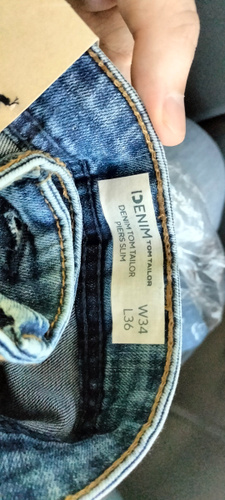 DENIM TOM TAILOR
DENIM TOM TAILOR
PIERS SLIM
W34
L36